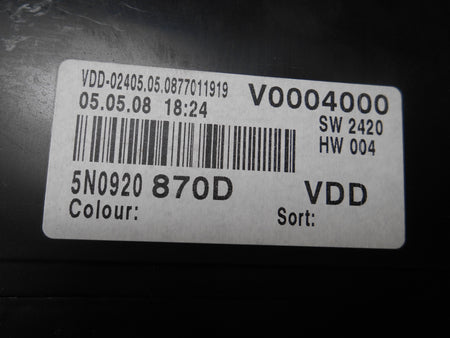 VDD-02405.05.0877011919 V0004000
05.05.08 18:24 SW 2420
HW 004
5N0920 870D VDD
Colour: Sort: